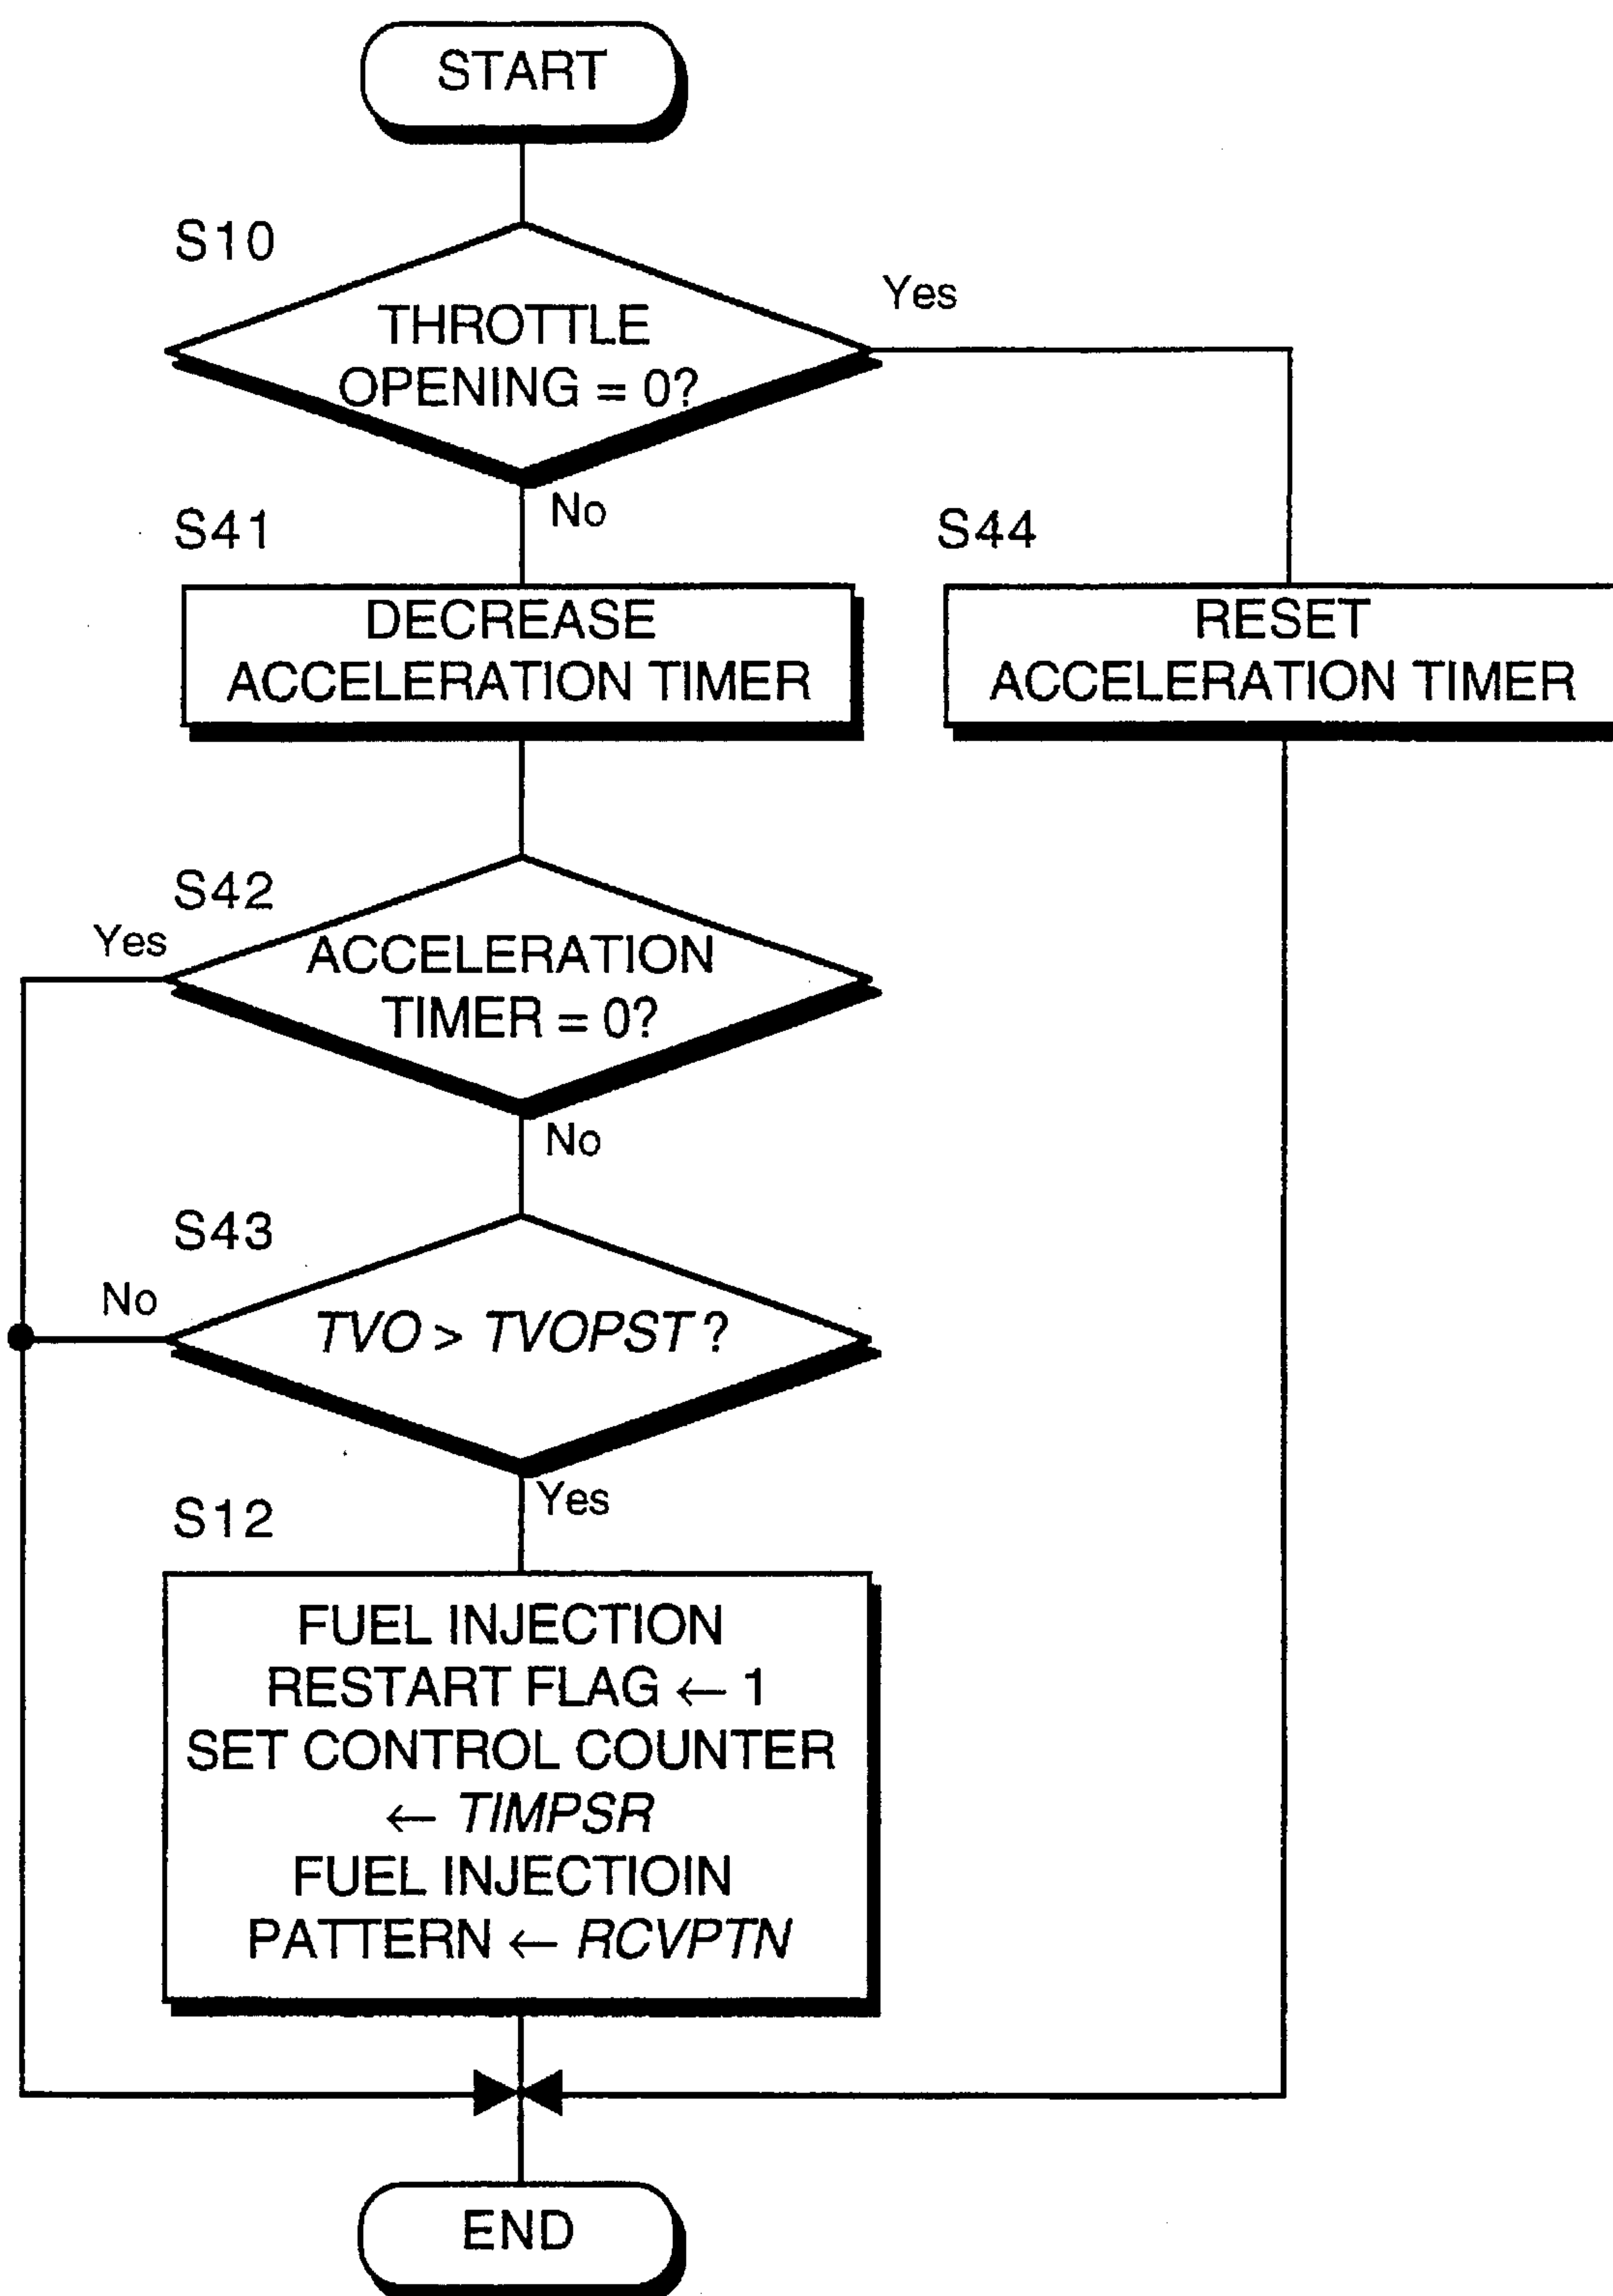 START
S10
THROTTLE
OPENING = 0?
Yes
No
S41
DECREASE
ACCELERATION TIMER
S44
RESET
ACCELERATION TIMER
S42
Yes
ACCELERATION
TIMER = 0?
No
S43
No
TVO > TVOPST ?
Yes
S12
FUEL INJECTION
RESTART FLAG ← 1
SET CONTROL COUNTER
← TIMPSR
FUEL INJECTIOIN
PATTERN ← RCVPTN
END